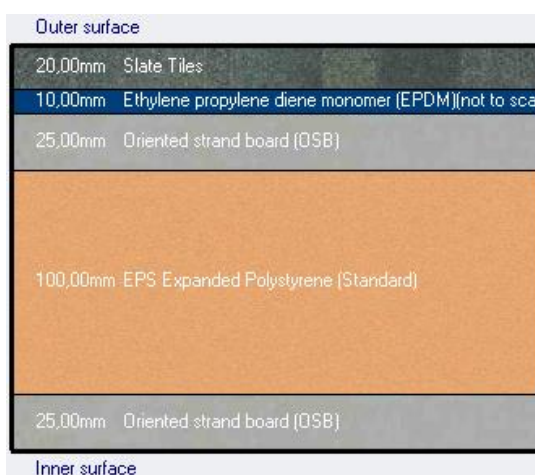 Outer surface
20,00mm Slate Tiles
10,00mm Ethylene propylene diene monomer (EPDM)(not to sca
25,00mm Oriented strand board (OSB)
100,00mm EPS Expanded Polystyrene (Standard)
25,00mm Oriented strand board (OSB)
Inner surface